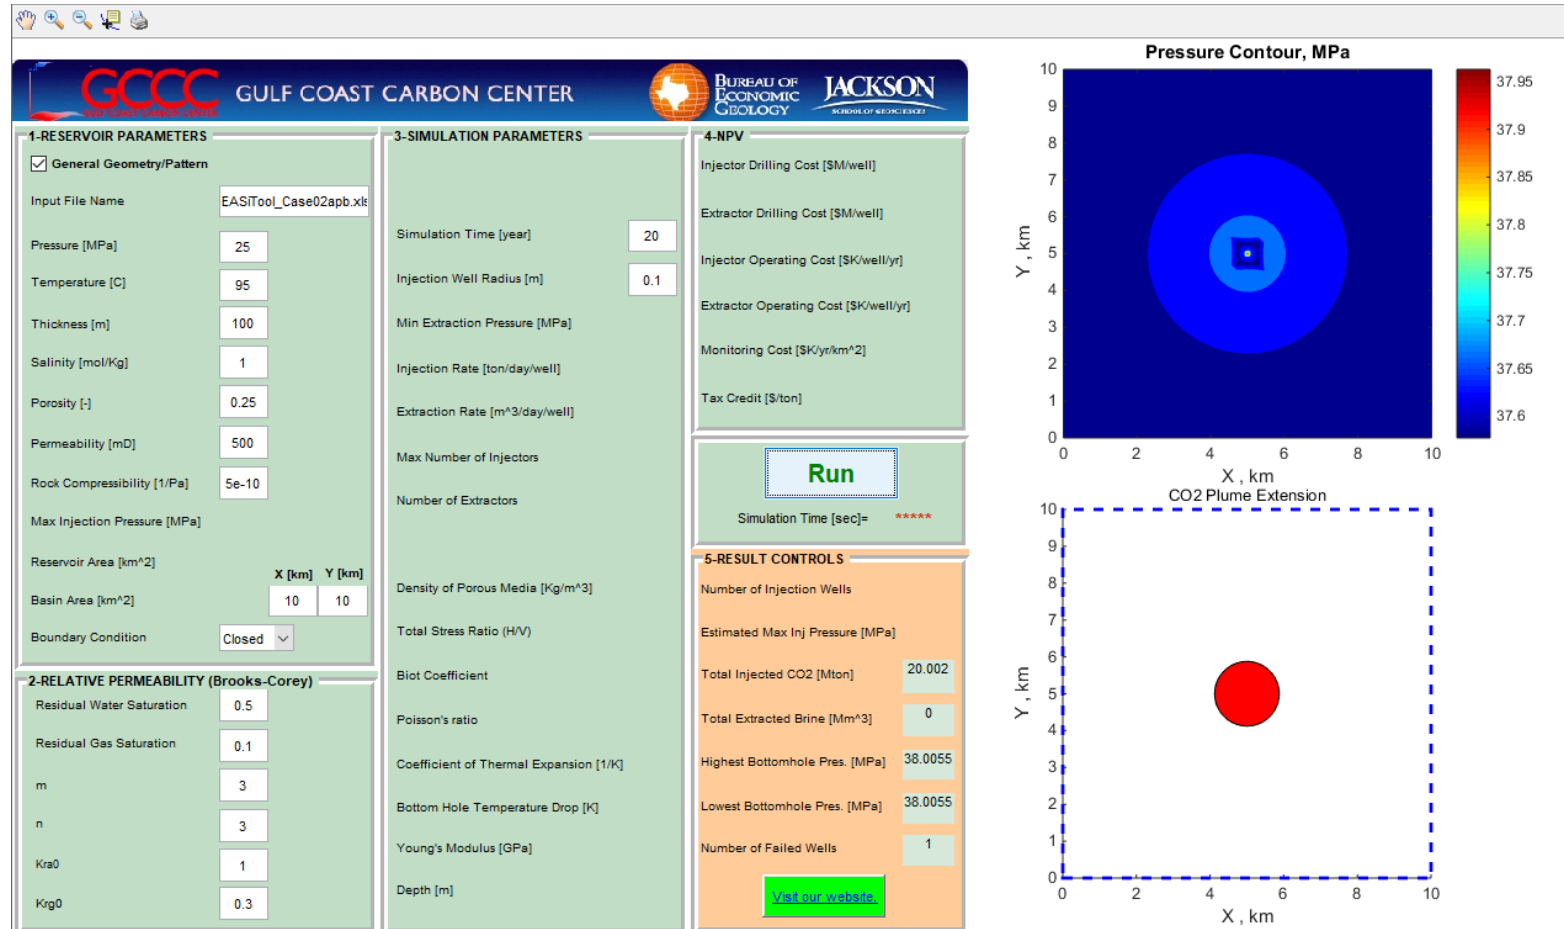 GCCC
GULF COAST CARBON CENTER
GULF COAST CARBON CENTER
BUREAU OF
ECONOMIC
GEOLOGY
JACKSON
SCHOOL OF GEOSCIENCES
1-RESERVOIR PARAMETERS
General Geometry/Pattern
Input File Name EASiTool_Case02apb.xls
Pressure [MPa] 25
Temperature [C] 95
Thickness [m] 100
Salinity [mol/Kg] 1
Porosity [-] 0.25
Permeability [mD] 500
Rock Compressibility [1/Pa] 5e-10
Max Injection Pressure [MPa]
Reservoir Area [km^2]
X [km] Y [km]
Basin Area [km^2] 10 10
Boundary Condition Closed
2-RELATIVE PERMEABILITY (Brooks-Corey)
Residual Water Saturation 0.5
Residual Gas Saturation 0.1
m 3
n 3
Kra0 1
Krg0 0.3
3-SIMULATION PARAMETERS
Simulation Time [year] 20
Injection Well Radius [m] 0.1
Min Extraction Pressure [MPa]
Injection Rate [ton/day/well]
Extraction Rate [m^3/day/well]
Max Number of Injectors
Number of Extractors
Density of Porous Media [Kg/m^3]
Total Stress Ratio (H/V)
Biot Coefficient
Poisson's ratio
Coefficient of Thermal Expansion [1/K]
Bottom Hole Temperature Drop [K]
Young's Modulus [GPa]
Depth [m]
4-NPV
Injector Drilling Cost [$M/well]
Extractor Drilling Cost [$M/well]
Injector Operating Cost [$K/well/yr]
Extractor Operating Cost [$K/well/yr]
Monitoring Cost [$K/yr/km^2]
Tax Credit [$/ton]
Run
Simulation Time [sec]= *****
5-RESULT CONTROLS
Number of Injection Wells
Estimated Max Inj Pressure [MPa]
Total Injected CO2 [Mton] 20.002
Total Extracted Brine [Mm^3] 0
Highest Bottomhole Pres. [MPa] 38.0055
Lowest Bottomhole Pres. [MPa] 38.0055
Number of Failed Wells 1
Visit our website.
Pressure Contour, MPa
10
9
8
7
6
5
4
3
2
1
0
Y , km
0 2 4 6 8 10
X , km
37.95
37.9
37.85
37.8
37.75
37.7
37.65
37.6
CO2 Plume Extension
10
9
8
7
6
5
4
3
2
1
0
Y , km
0 2 4 6 8 10
X , km